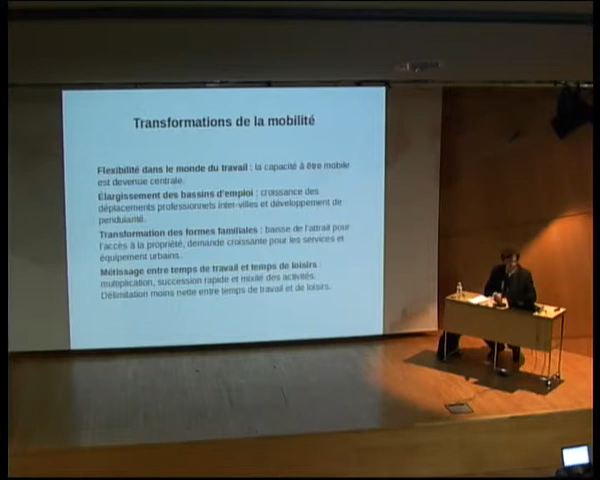 Transformations de la mobilité
Flexibilité dans le monde du travail : la capacité à être mobile
est devenue centrale.
Élargissement des bassins d'emploi : croissance des
déplacements professionnels inter-villes et développement de
pendularité.
Transformation des formes familiales : baisse de l'attrait pour
l'accès à la propriété, demande croissante pour les services et
équipement urbains.
Métissage entre temps de travail et temps de loisirs :
multiplication, succession rapide et mixité des activités.
Délimitation moins nette entre temps de travail et de loisirs.